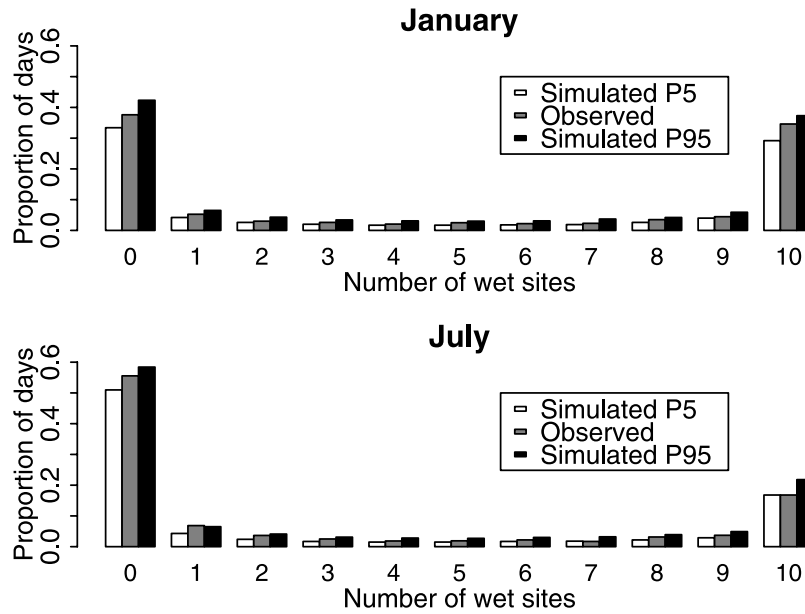 January
Proportion of days
0.0 0.2 0.4 0.6
Simulated P5
Observed
Simulated P95
0 1 2 3 4 5 6 7 8 9 10
Number of wet sites
July
Proportion of days
0.0 0.2 0.4 0.6
Simulated P5
Observed
Simulated P95
0 1 2 3 4 5 6 7 8 9 10
Number of wet sites